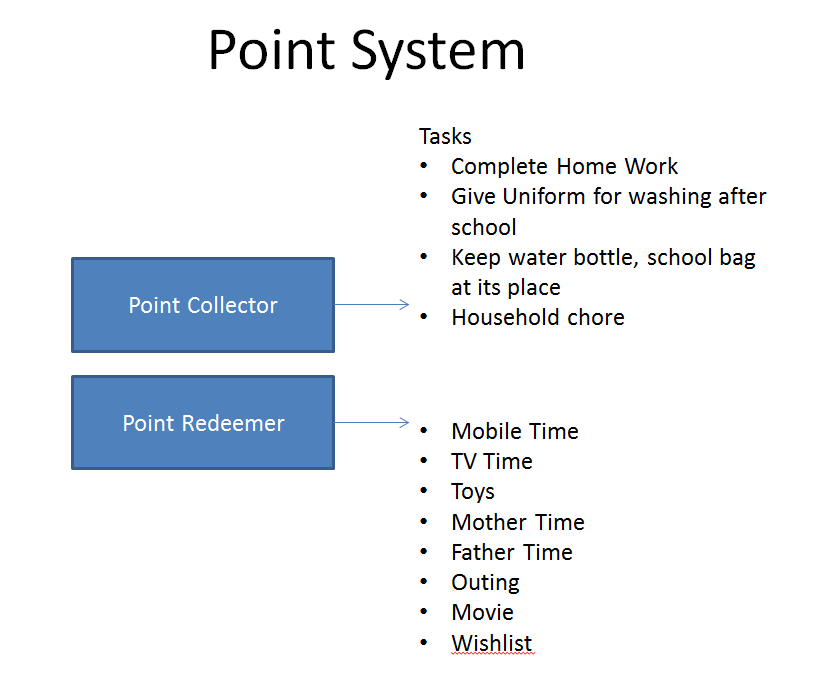 Point System
Tasks
• Complete Home Work
• Give Uniform for washing after
school
• Keep water bottle, school bag
at its place
• Household chore
Point Collector
Point Redeemer
• Mobile Time
• TV Time
• Toys
• Mother Time
• Father Time
• Outing
• Movie
• Wishlist